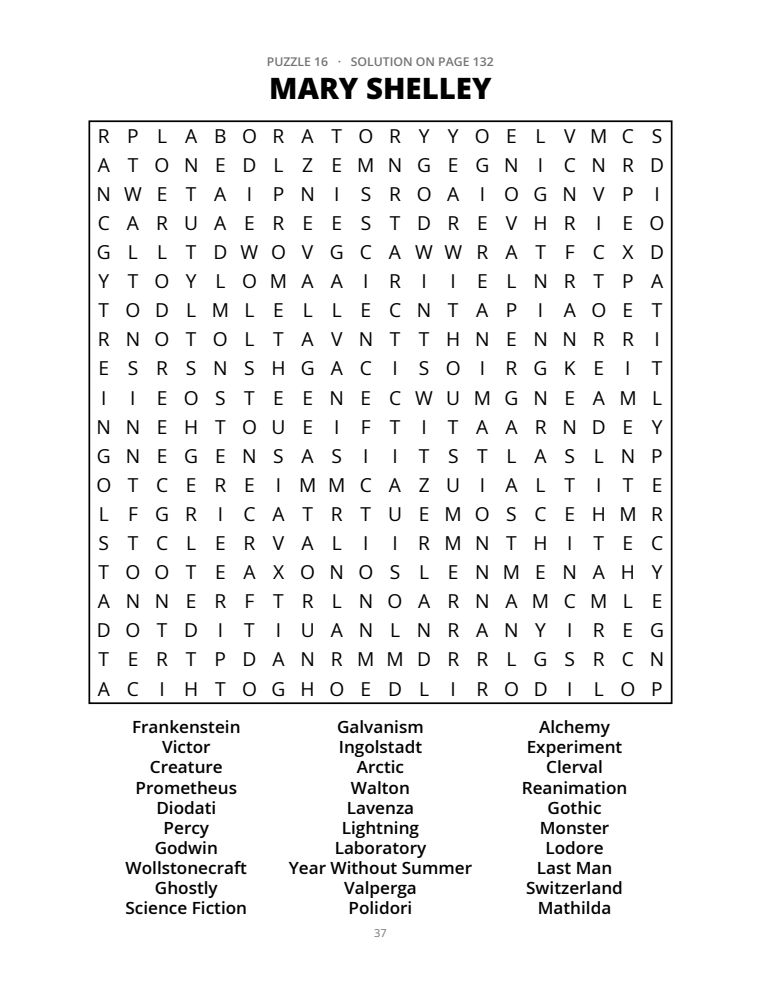 PUZZLE 16 · SOLUTION ON PAGE 132
MARY SHELLEY
R P L A B O R A T O R Y Y O E L V M C S
A T O N E D L Z E M N G E G N I C N R D
N W E T A I P N I S R O A I O G N V P I
C A R U A E R E E S T D R E V H R I E O
G L L T D W O V G C A W W R A T F C X D
Y T O Y L O M A A I R I I E L N R T P A
T O D L M L E L L E C N T A P I A O E T
R N O T O L T A V N T T H N E N N R R I
E S R S N S H G A C I S O I R G K E I T
I I E O S T E E N E C W U M G N E A M L
N N E H T O U E I F T I T A A R N D E Y
G N E G E N S A S I I T S T L A S L N P
O T C E R E I M M C A Z U I A L T I T E
L F G R I C A T R T U E M O S C E H M R
S T C L E R V A L I I R M N T H I T E C
T O O T E A X O N O S L E N M E N A H Y
A N N E R F T R L N O A R N A M C M L E
D O T D I T I U A N L N R A N Y I R E G
T E R T P D A N R M M D R R L G S R C N
A C I H T O G H O E D L I R O D I L O P
Frankenstein Galvanism Alchemy
Victor Ingolstadt Experiment
Creature Arctic Clerval
Prometheus Walton Reanimation
Diodati Lavenza Gothic
Percy Lightning Monster
Godwin Laboratory Lodore
Wollstonecraft Year Without Summer Last Man
Ghostly Valperga Switzerland
Science Fiction Polidori Mathilda
37